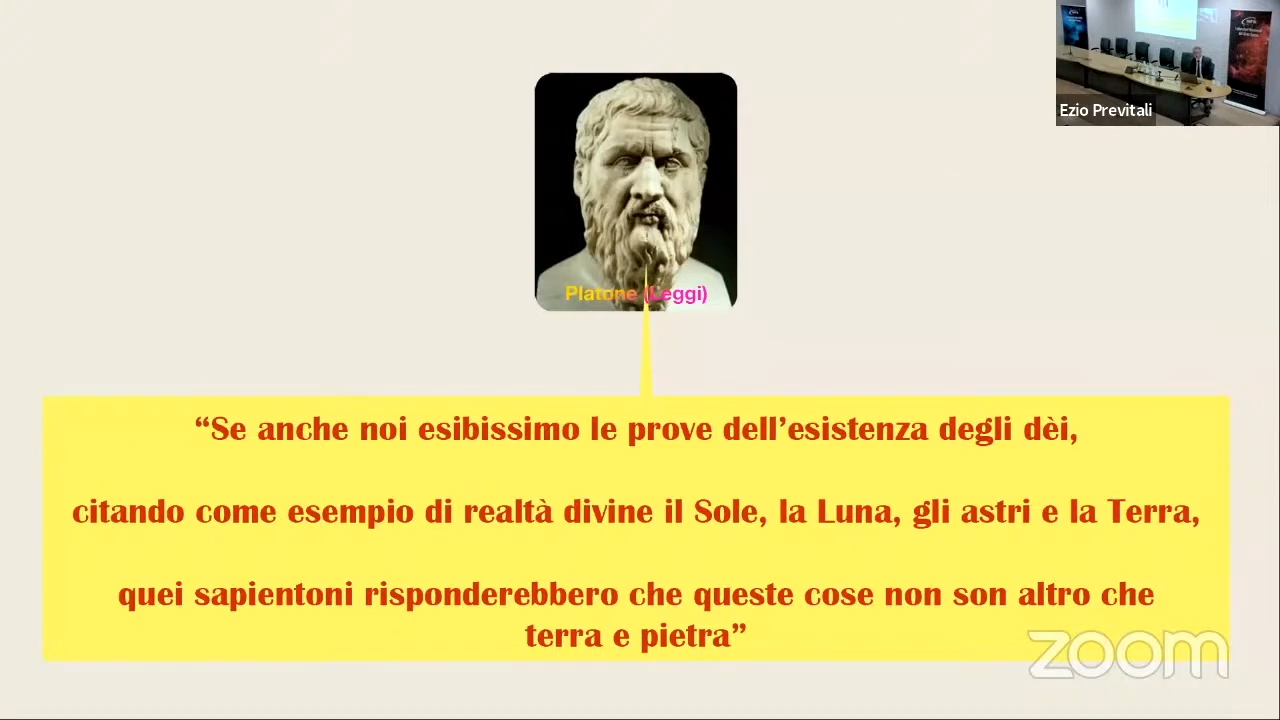 Ezio Previtali
Platone (Leggi)
“Se anche noi esibissimo le prove dell’esistenza degli dèi,
citando come esempio di realtà divine il Sole, la Luna, gli astri e la Terra,
quei sapientoni risponderebbero che queste cose non son altro che
terra e pietra”
zoom